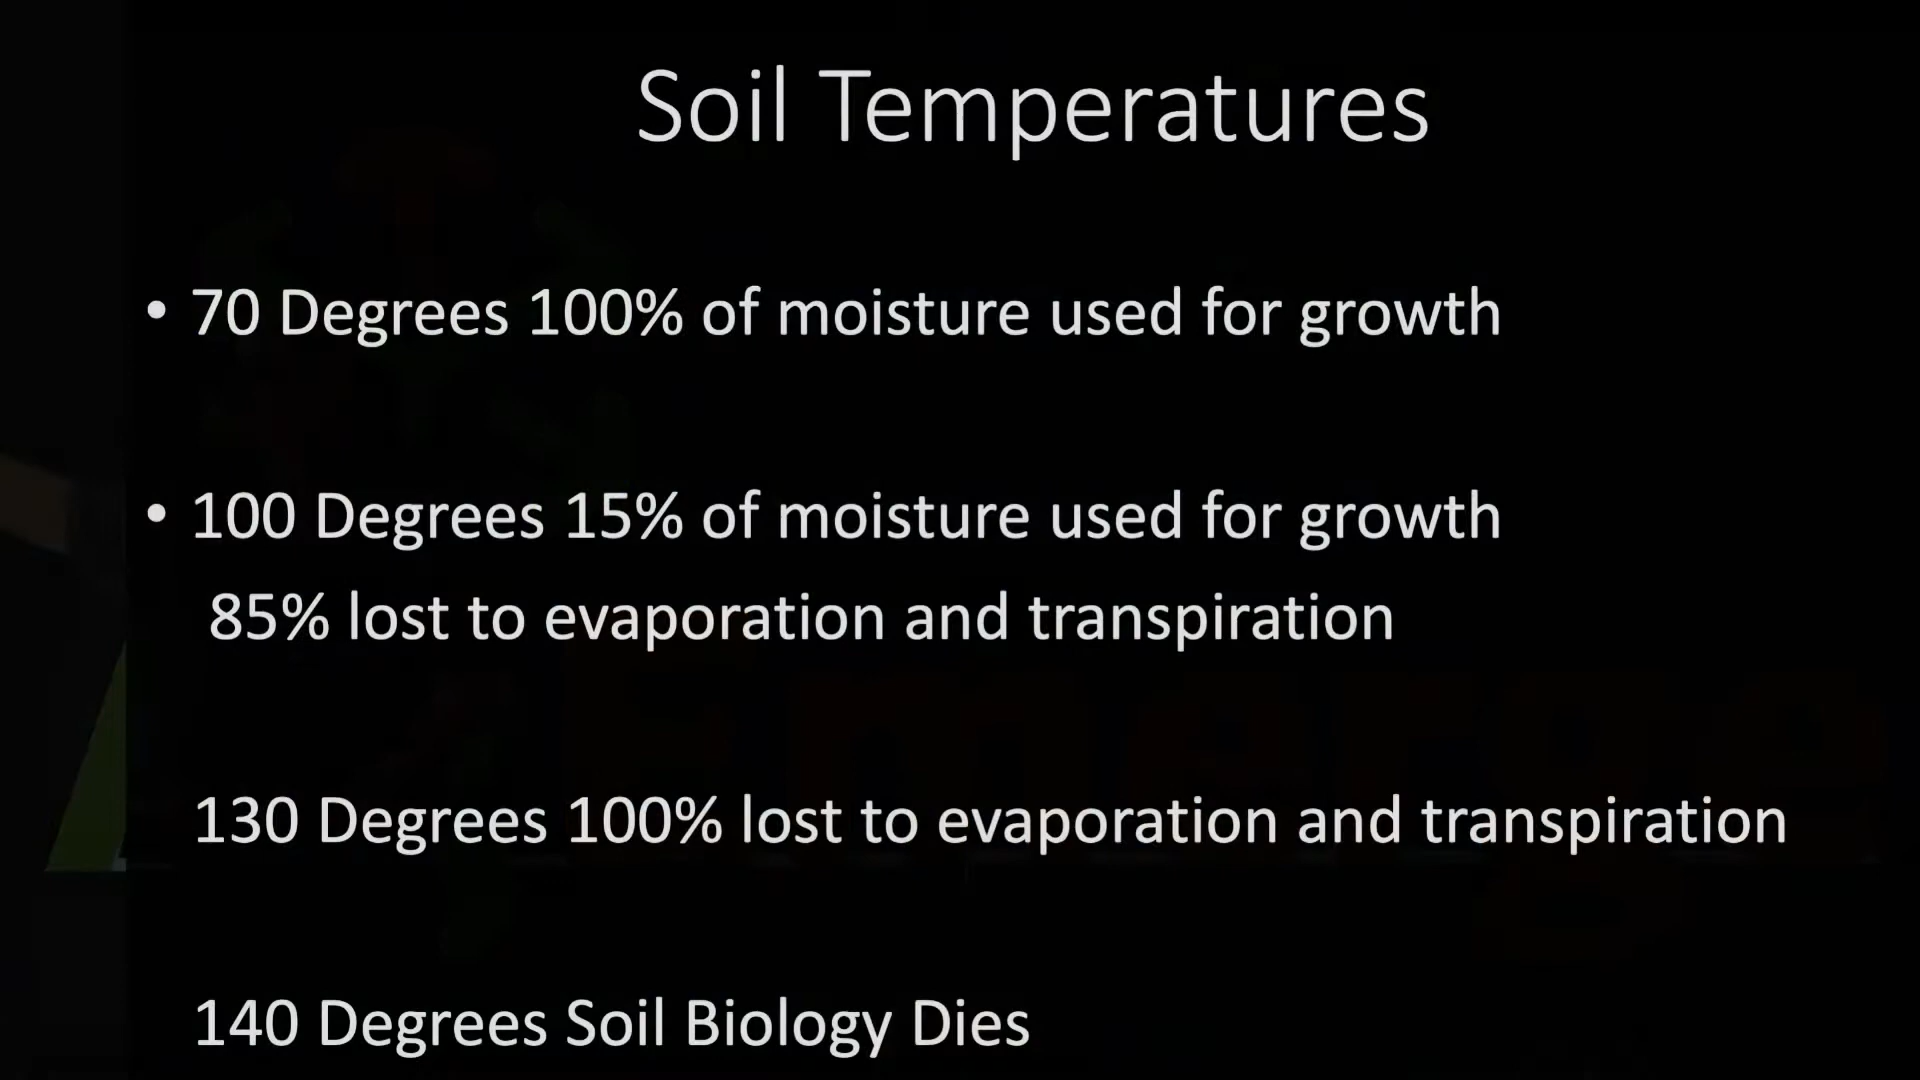 Soil Temperatures
• 70 Degrees 100% of moisture used for growth
• 100 Degrees 15% of moisture used for growth
85% lost to evaporation and transpiration
130 Degrees 100% lost to evaporation and transpiration
140 Degrees Soil Biology Dies